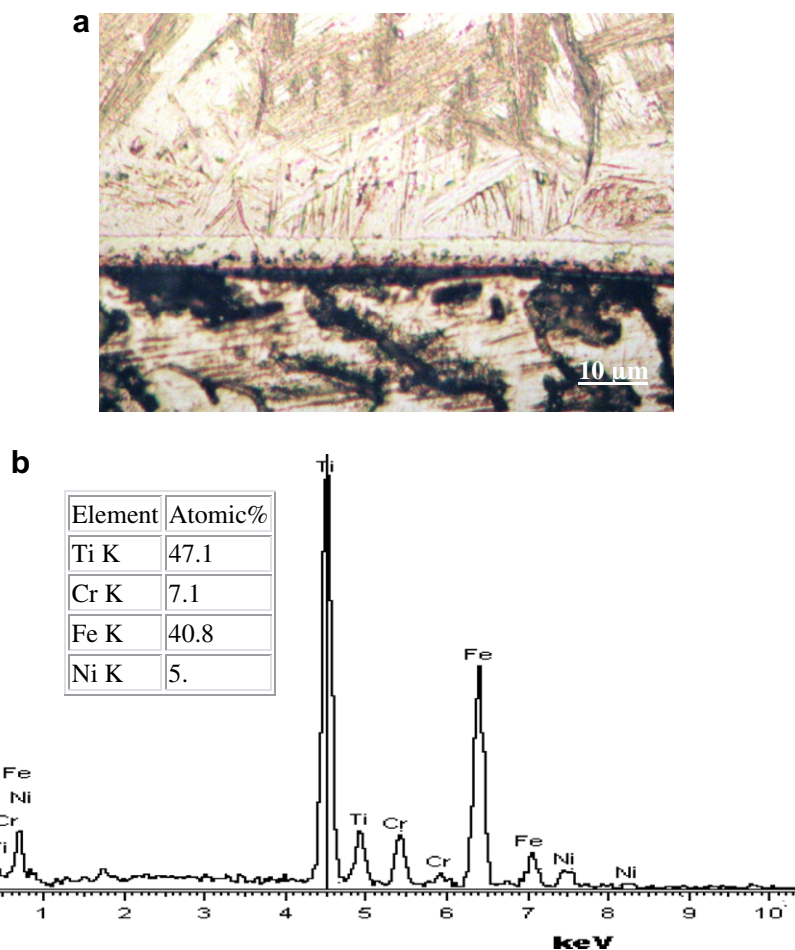 a
10 µm
b
Ti
Element Atomic%
Ti K 47.1
Cr K 7.1
Fe K 40.8
Ni K 5.
Fe
Fe
Ni
Cr
Ti Cr
Cr
Fe
Ni
Ni
1 2 3 4 5 6 7 8 9 10
keV